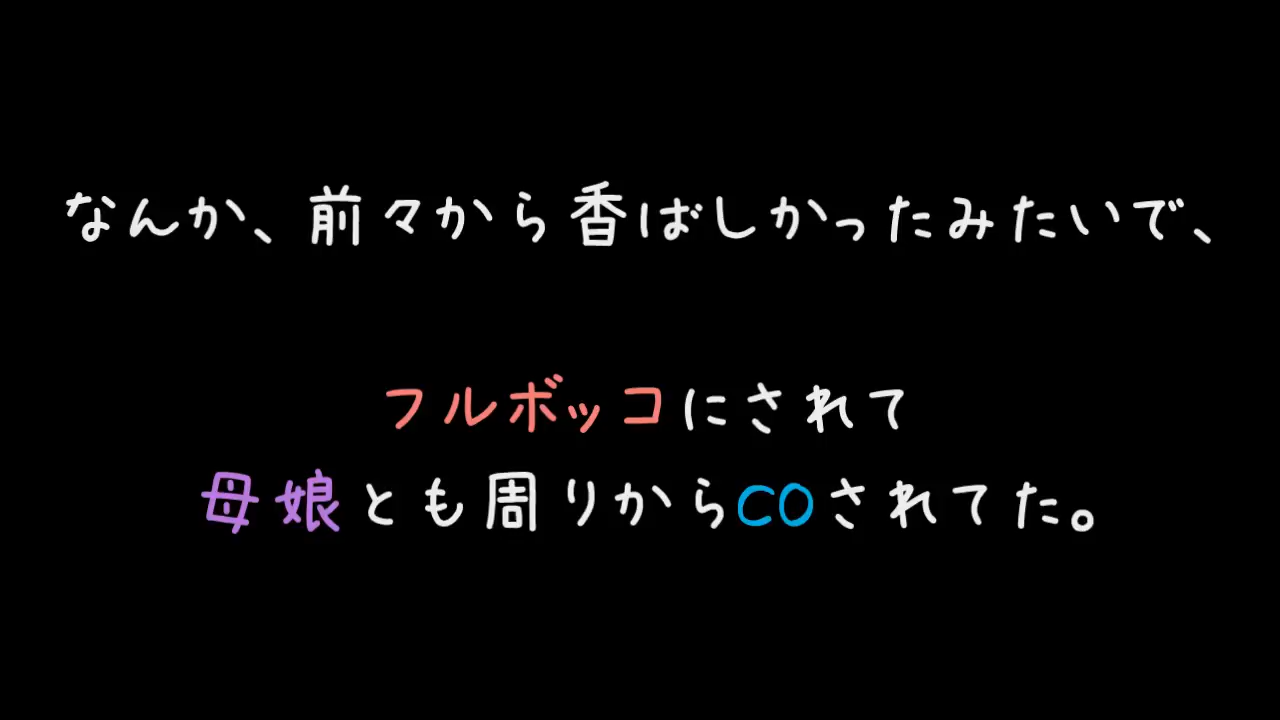 なんか、前々から香ばしかったみたいで、
フルボッコにされて
母娘とも周りからCOされてた。